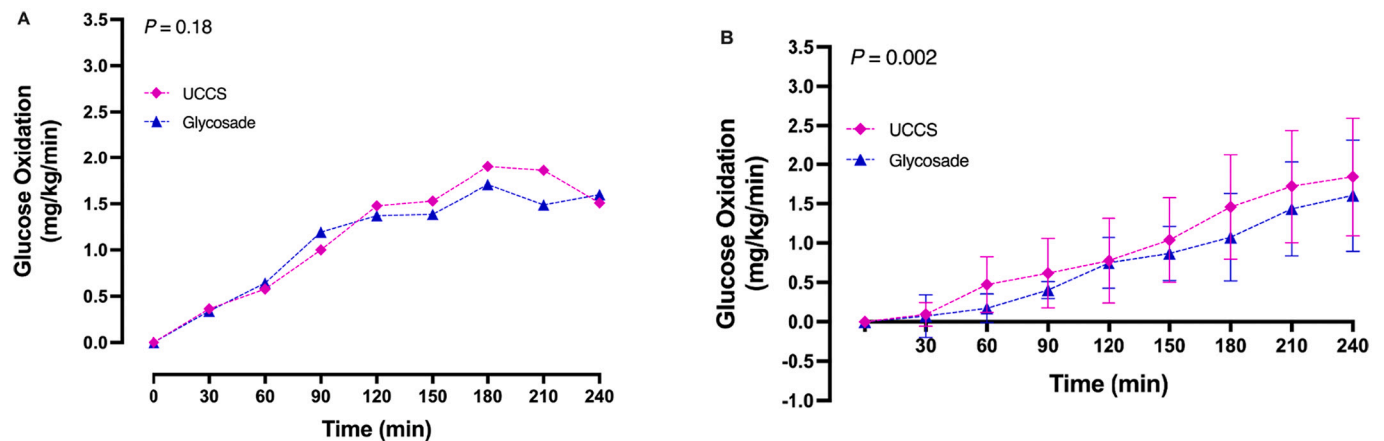 A
P = 0.18
UCCS
Glycosade
Glucose Oxidation
(mg/kg/min)
3.5
3.0
2.5
2.0
1.5
1.0
0.5
0.0
0 30 60 90 120 150 180 210 240
Time (min)
B
P = 0.002
UCCS
Glycosade
Glucose Oxidation
(mg/kg/min)
3.5
3.0
2.5
2.0
1.5
1.0
0.5
0.0
-0.5
-1.0
30 60 90 120 150 180 210 240
Time (min)